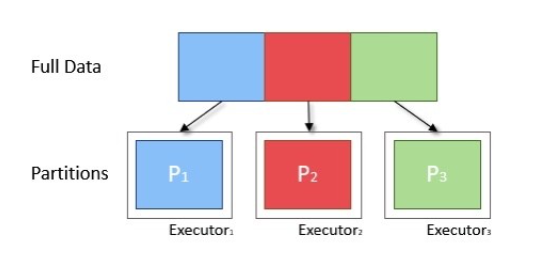 Full Data
Partitions
P1
P2
P3
Executor1
Executor2
Executor3